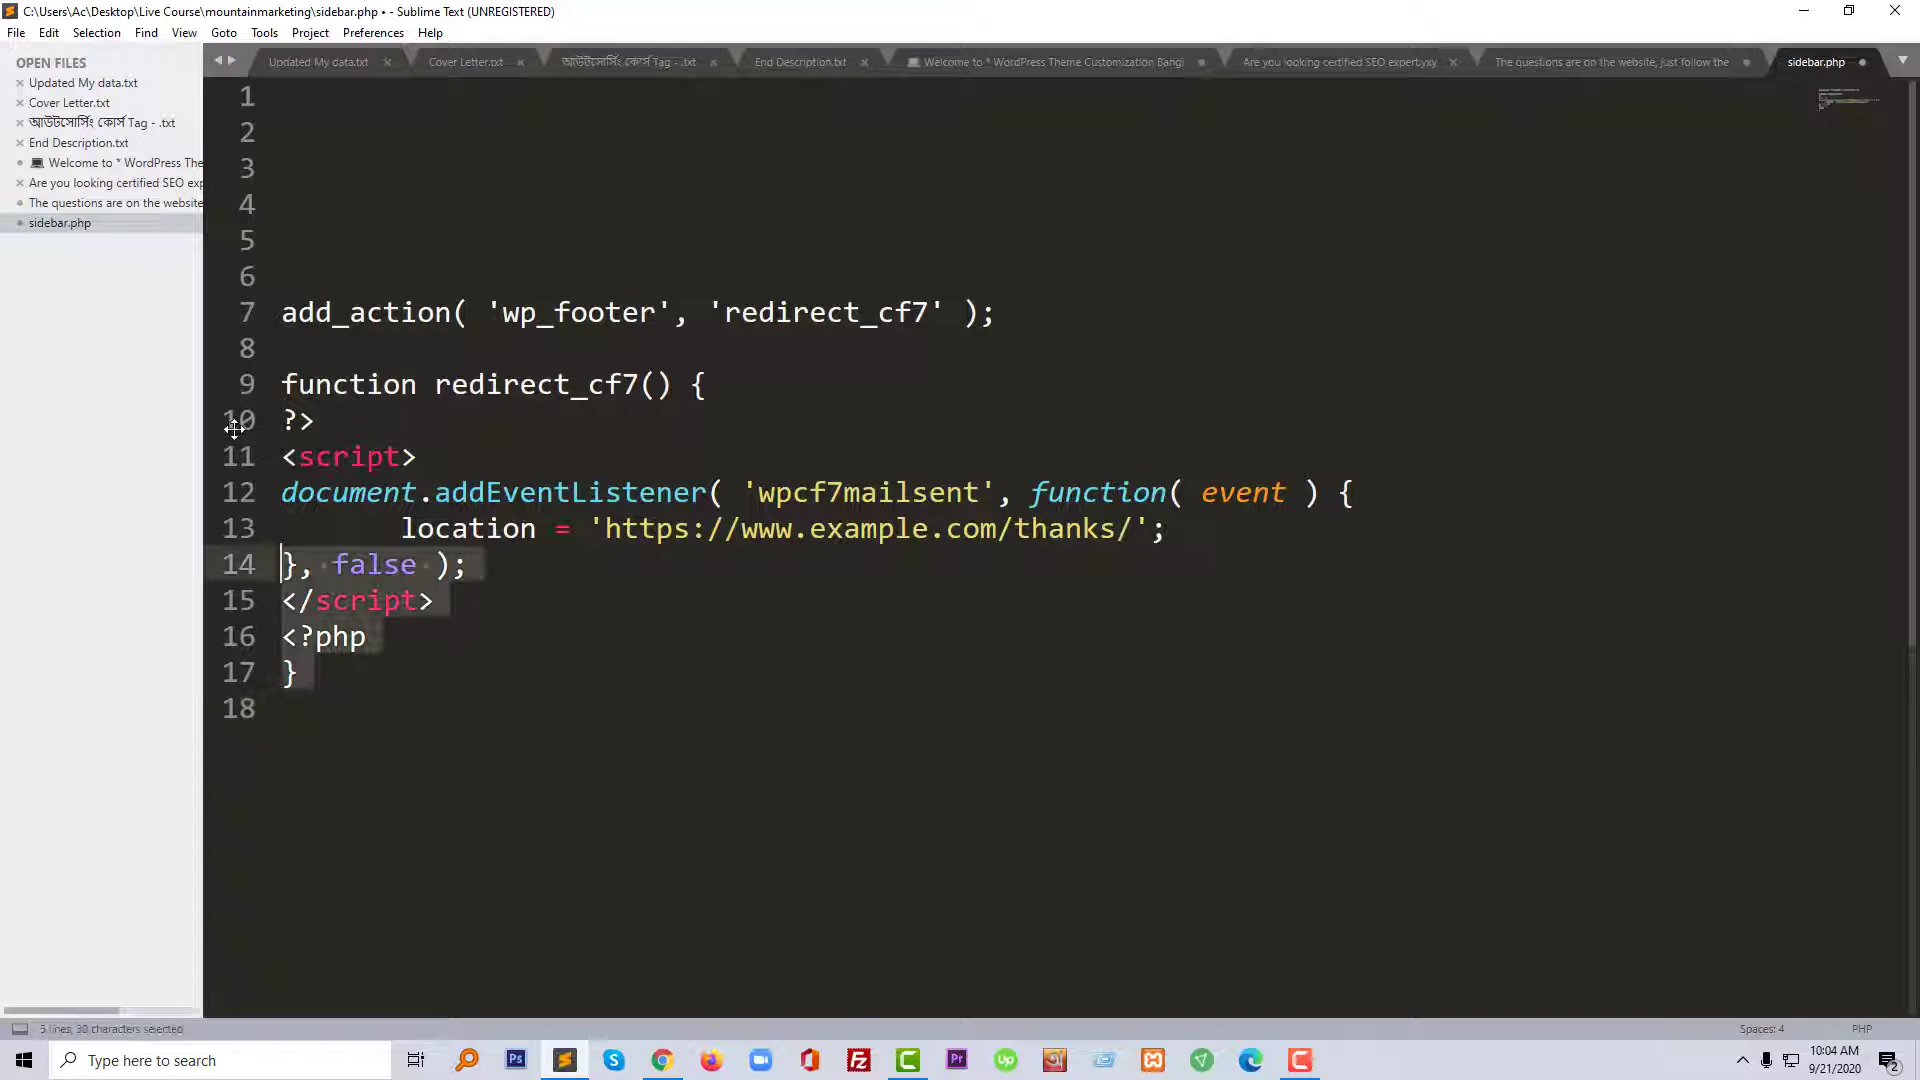 C:\Users\Ac\Desktop\Live Course\mountainmarketing\sidebar.php • - Sublime Text (UNREGISTERED)
File Edit Selection Find View Goto Tools Project Preferences Help
OPEN FILES
Updated My data.txt
Cover Letter.txt
আউটসোর্সিং কোর্স Tag - .txt
End Description.txt
Welcome to * WordPress The
Are you looking certified SEO exp
The questions are on the website
sidebar.php
Updated My data.txt
Cover Letter.txt
আউটসোর্সিং কোর্স Tag - .txt
End Description.txt
Welcome to * WordPress Theme Customization Bangl
Are you looking certified SEO expertyxy
The questions are on the website, just follow the
sidebar.php
1
2
3
4
5
6
7 add_action( 'wp_footer', 'redirect_cf7' );
8
9 function redirect_cf7() {
10 ?>
11 <script>
12 document.addEventListener( 'wpcf7mailsent', function( event ) {
13 location = 'https://www.example.com/thanks/';
14 }, false );
15 </script>
16 <?php
17 }
18
5 lines, 30 characters selected
Spaces: 4
PHP
Type here to search
10:04 AM
9/21/2020
2